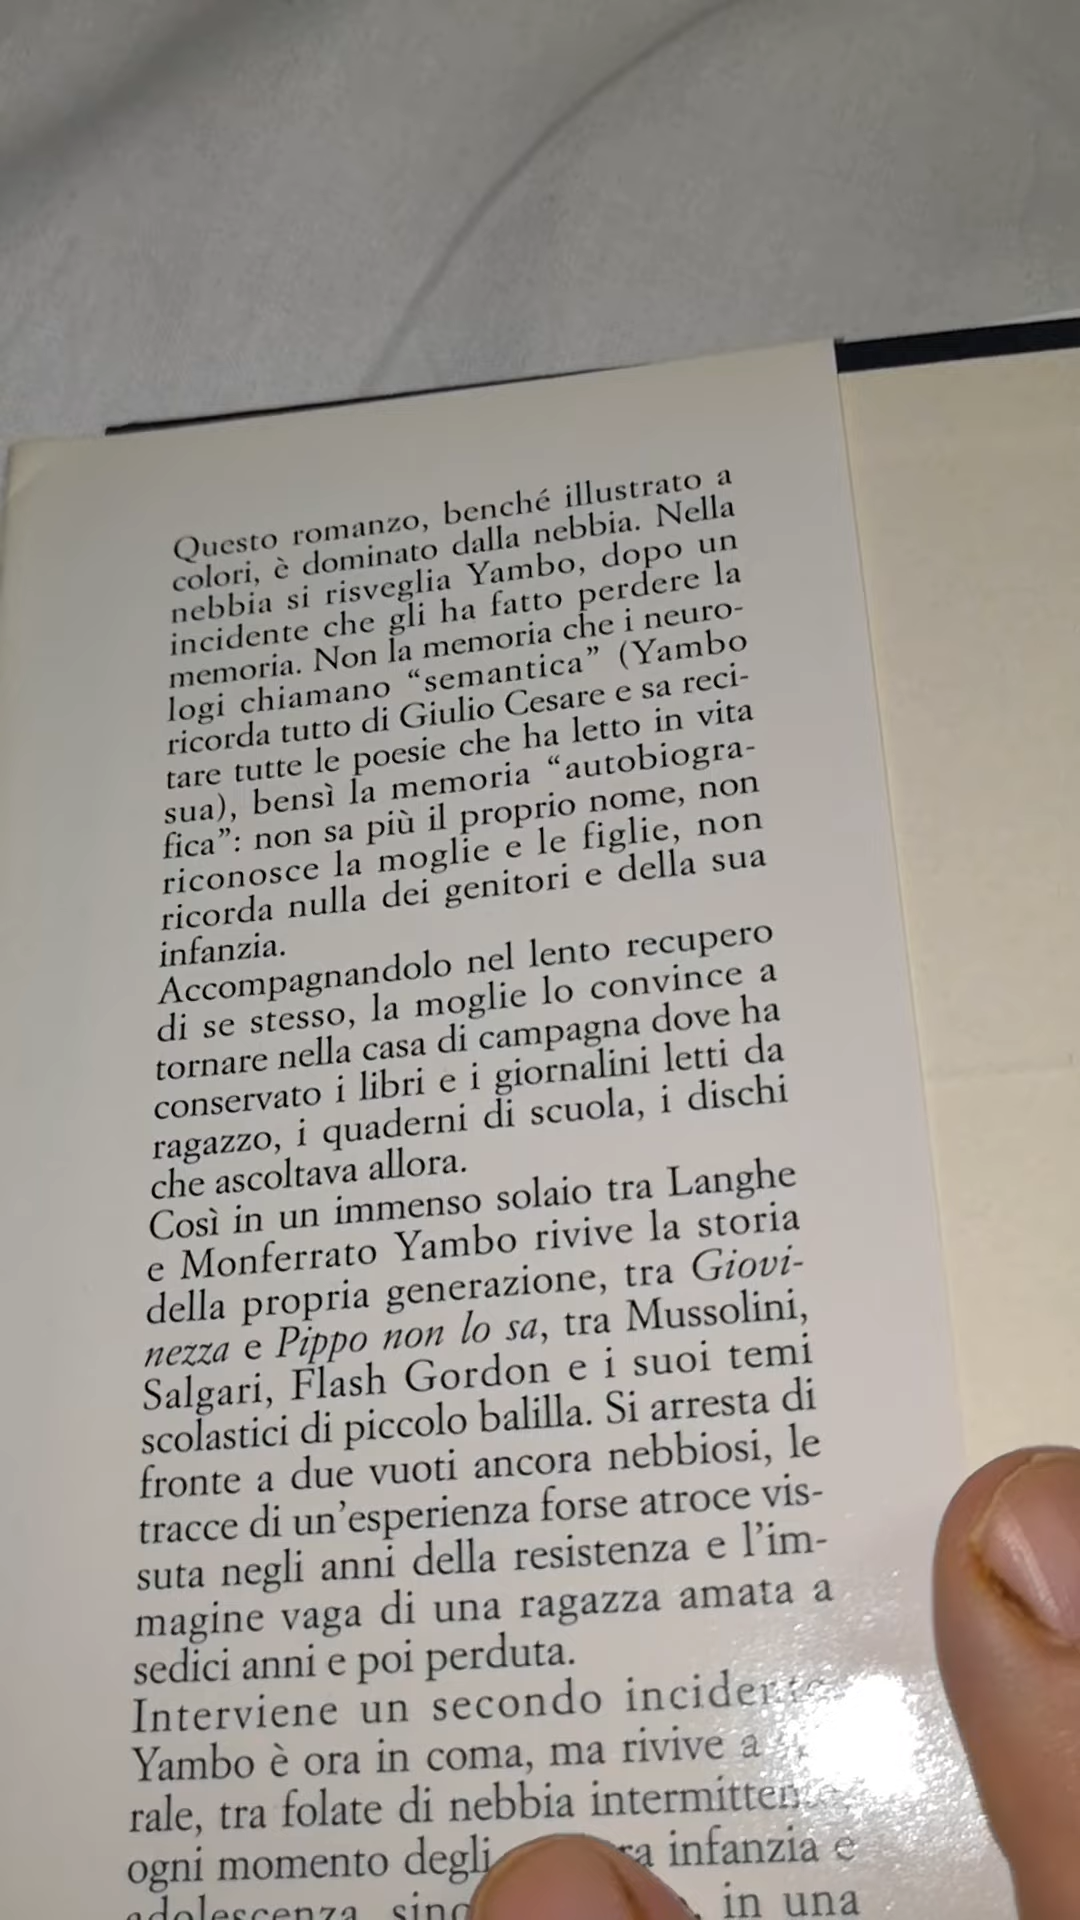 Questo romanzo, benché illustrato a
colori, è dominato dalla nebbia. Nella
nebbia si risveglia Yambo, dopo un
incidente che gli ha fatto perdere la
memoria. Non la memoria che i neuro-
logi chiamano “semantica” (Yambo
ricorda tutto di Giulio Cesare e sa reci-
tare tutte le poesie che ha letto in vita
sua), bensì la memoria “autobiogra-
fica”: non sa più il proprio nome, non
riconosce la moglie e le figlie, non
ricorda nulla dei genitori e della sua
infanzia.
Accompagnandolo nel lento recupero
di se stesso, la moglie lo convince a
tornare nella casa di campagna dove ha
conservato i libri e i giornalini letti da
ragazzo, i quaderni di scuola, i dischi
che ascoltava allora.
Così in un immenso solaio tra Langhe
e Monferrato Yambo rivive la storia
della propria generazione, tra Giovi-
nezza e Pippo non lo sa, tra Mussolini,
Salgari, Flash Gordon e i suoi temi
scolastici di piccolo balilla. Si arresta di
fronte a due vuoti ancora nebbiosi, le
tracce di un’esperienza forse atroce vis-
suta negli anni della resistenza e l’im-
magine vaga di una ragazza amata a
sedici anni e poi perduta.
Interviene un secondo
Yambo è ora in coma, ma rivive a
rale, tra folate di nebbia
ogni momento degli infanzia e
adolescenza in una